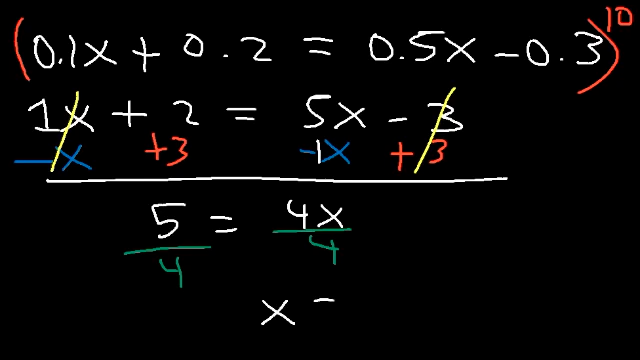 (0.1x + 0.2 = 0.5x - 0.3)10
1x + 2 = 5x - 3
-x +3 -1x +3
5 = 4x
4 4
x =